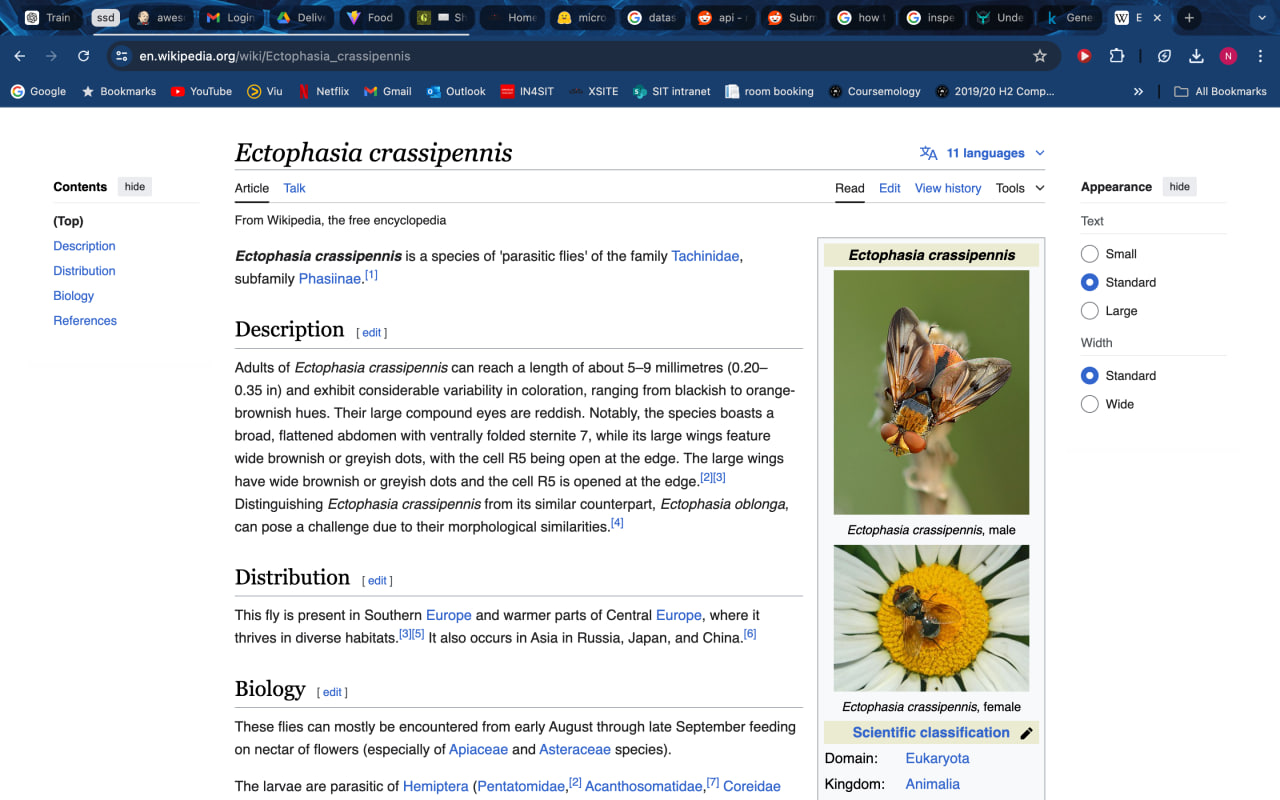 Train
ssd
awes
Login
Delive
Food
Sh
Home
micro
datas
api -
Subm
how t
inspe
Unde
Gene
E
en.wikipedia.org/wiki/Ectophasia_crassipennis
N
Google
Bookmarks
YouTube
Viu
Netflix
Gmail
Outlook
IN4SIT
XSITE
SIT intranet
room booking
Coursemology
2019/20 H2 Comp...
All Bookmarks
Ectophasia crassipennis
11 languages
Contents hide
(Top)
Description
Distribution
Biology
References
Article Talk
Read Edit View history Tools
From Wikipedia, the free encyclopedia
Ectophasia crassipennis is a species of 'parasitic flies' of the family Tachinidae,
subfamily Phasiinae.[1]
Description [ edit ]
Adults of Ectophasia crassipennis can reach a length of about 5–9 millimetres (0.20–
0.35 in) and exhibit considerable variability in coloration, ranging from blackish to orange-
brownish hues. Their large compound eyes are reddish. Notably, the species boasts a
broad, flattened abdomen with ventrally folded sternite 7, while its large wings feature
wide brownish or greyish dots, with the cell R5 being open at the edge. The large wings
have wide brownish or greyish dots and the cell R5 is opened at the edge.[2][3]
Distinguishing Ectophasia crassipennis from its similar counterpart, Ectophasia oblonga,
can pose a challenge due to their morphological similarities.[4]
Distribution [ edit ]
This fly is present in Southern Europe and warmer parts of Central Europe, where it
thrives in diverse habitats.[3][5] It also occurs in Asia in Russia, Japan, and China.[6]
Biology [ edit ]
These flies can mostly be encountered from early August through late September feeding
on nectar of flowers (especially of Apiaceae and Asteraceae species).
The larvae are parasitic of Hemiptera (Pentatomidae,[2] Acanthosomatidae,[7] Coreidae
Ectophasia crassipennis
Ectophasia crassipennis, male
Ectophasia crassipennis, female
Scientific classification
Domain: Eukaryota
Kingdom: Animalia
Appearance hide
Text
Small
Standard
Large
Width
Standard
Wide